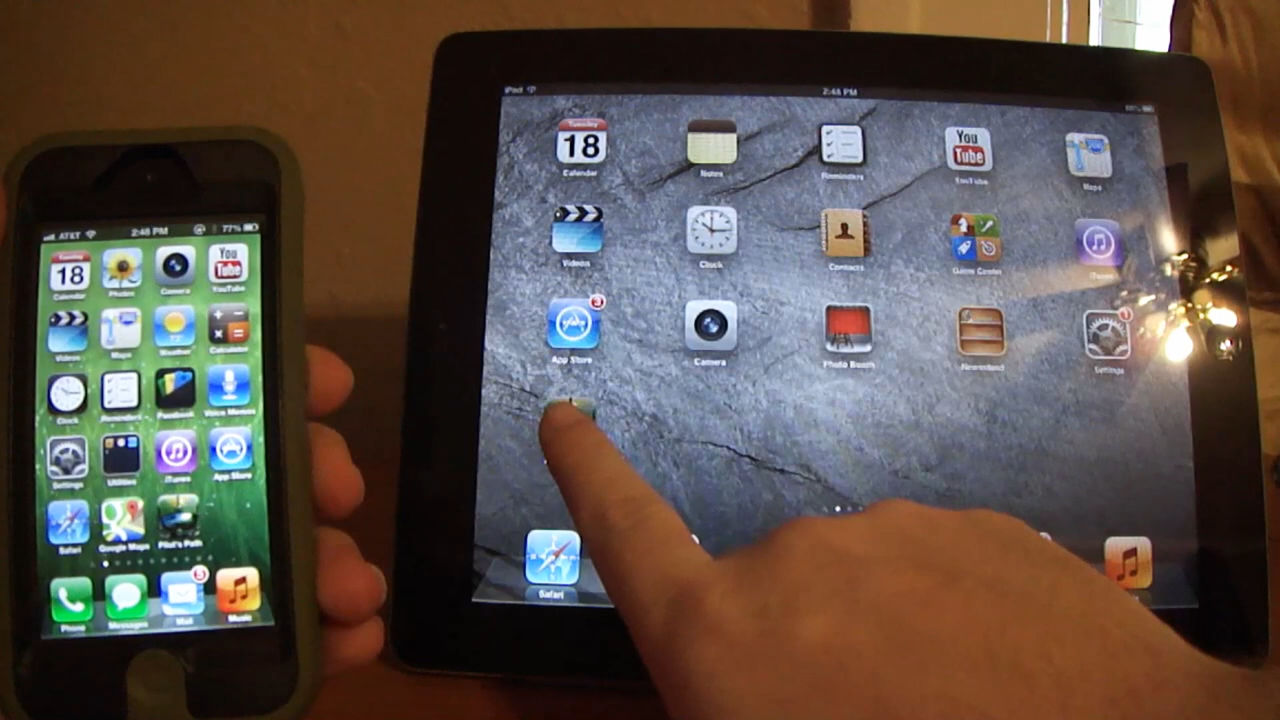 AT&T 2:48 PM 77%
Tuesday
18
You
Tube
Calendar Photos Camera YouTube
Videos Maps Weather Calculator
Clock Reminders Passbook Voice Memos
Settings Utilities iTunes App Store
Safari Google Maps Pilot's Path
5
Phone Messages Mail Music
iPad 2:48 PM
Tuesday
18
You
Tube
Calendar Notes Reminders YouTube Maps
Videos Clock Contacts Game Center iTunes
3
1
App Store Camera Photo Booth Newsstand Settings
Safari